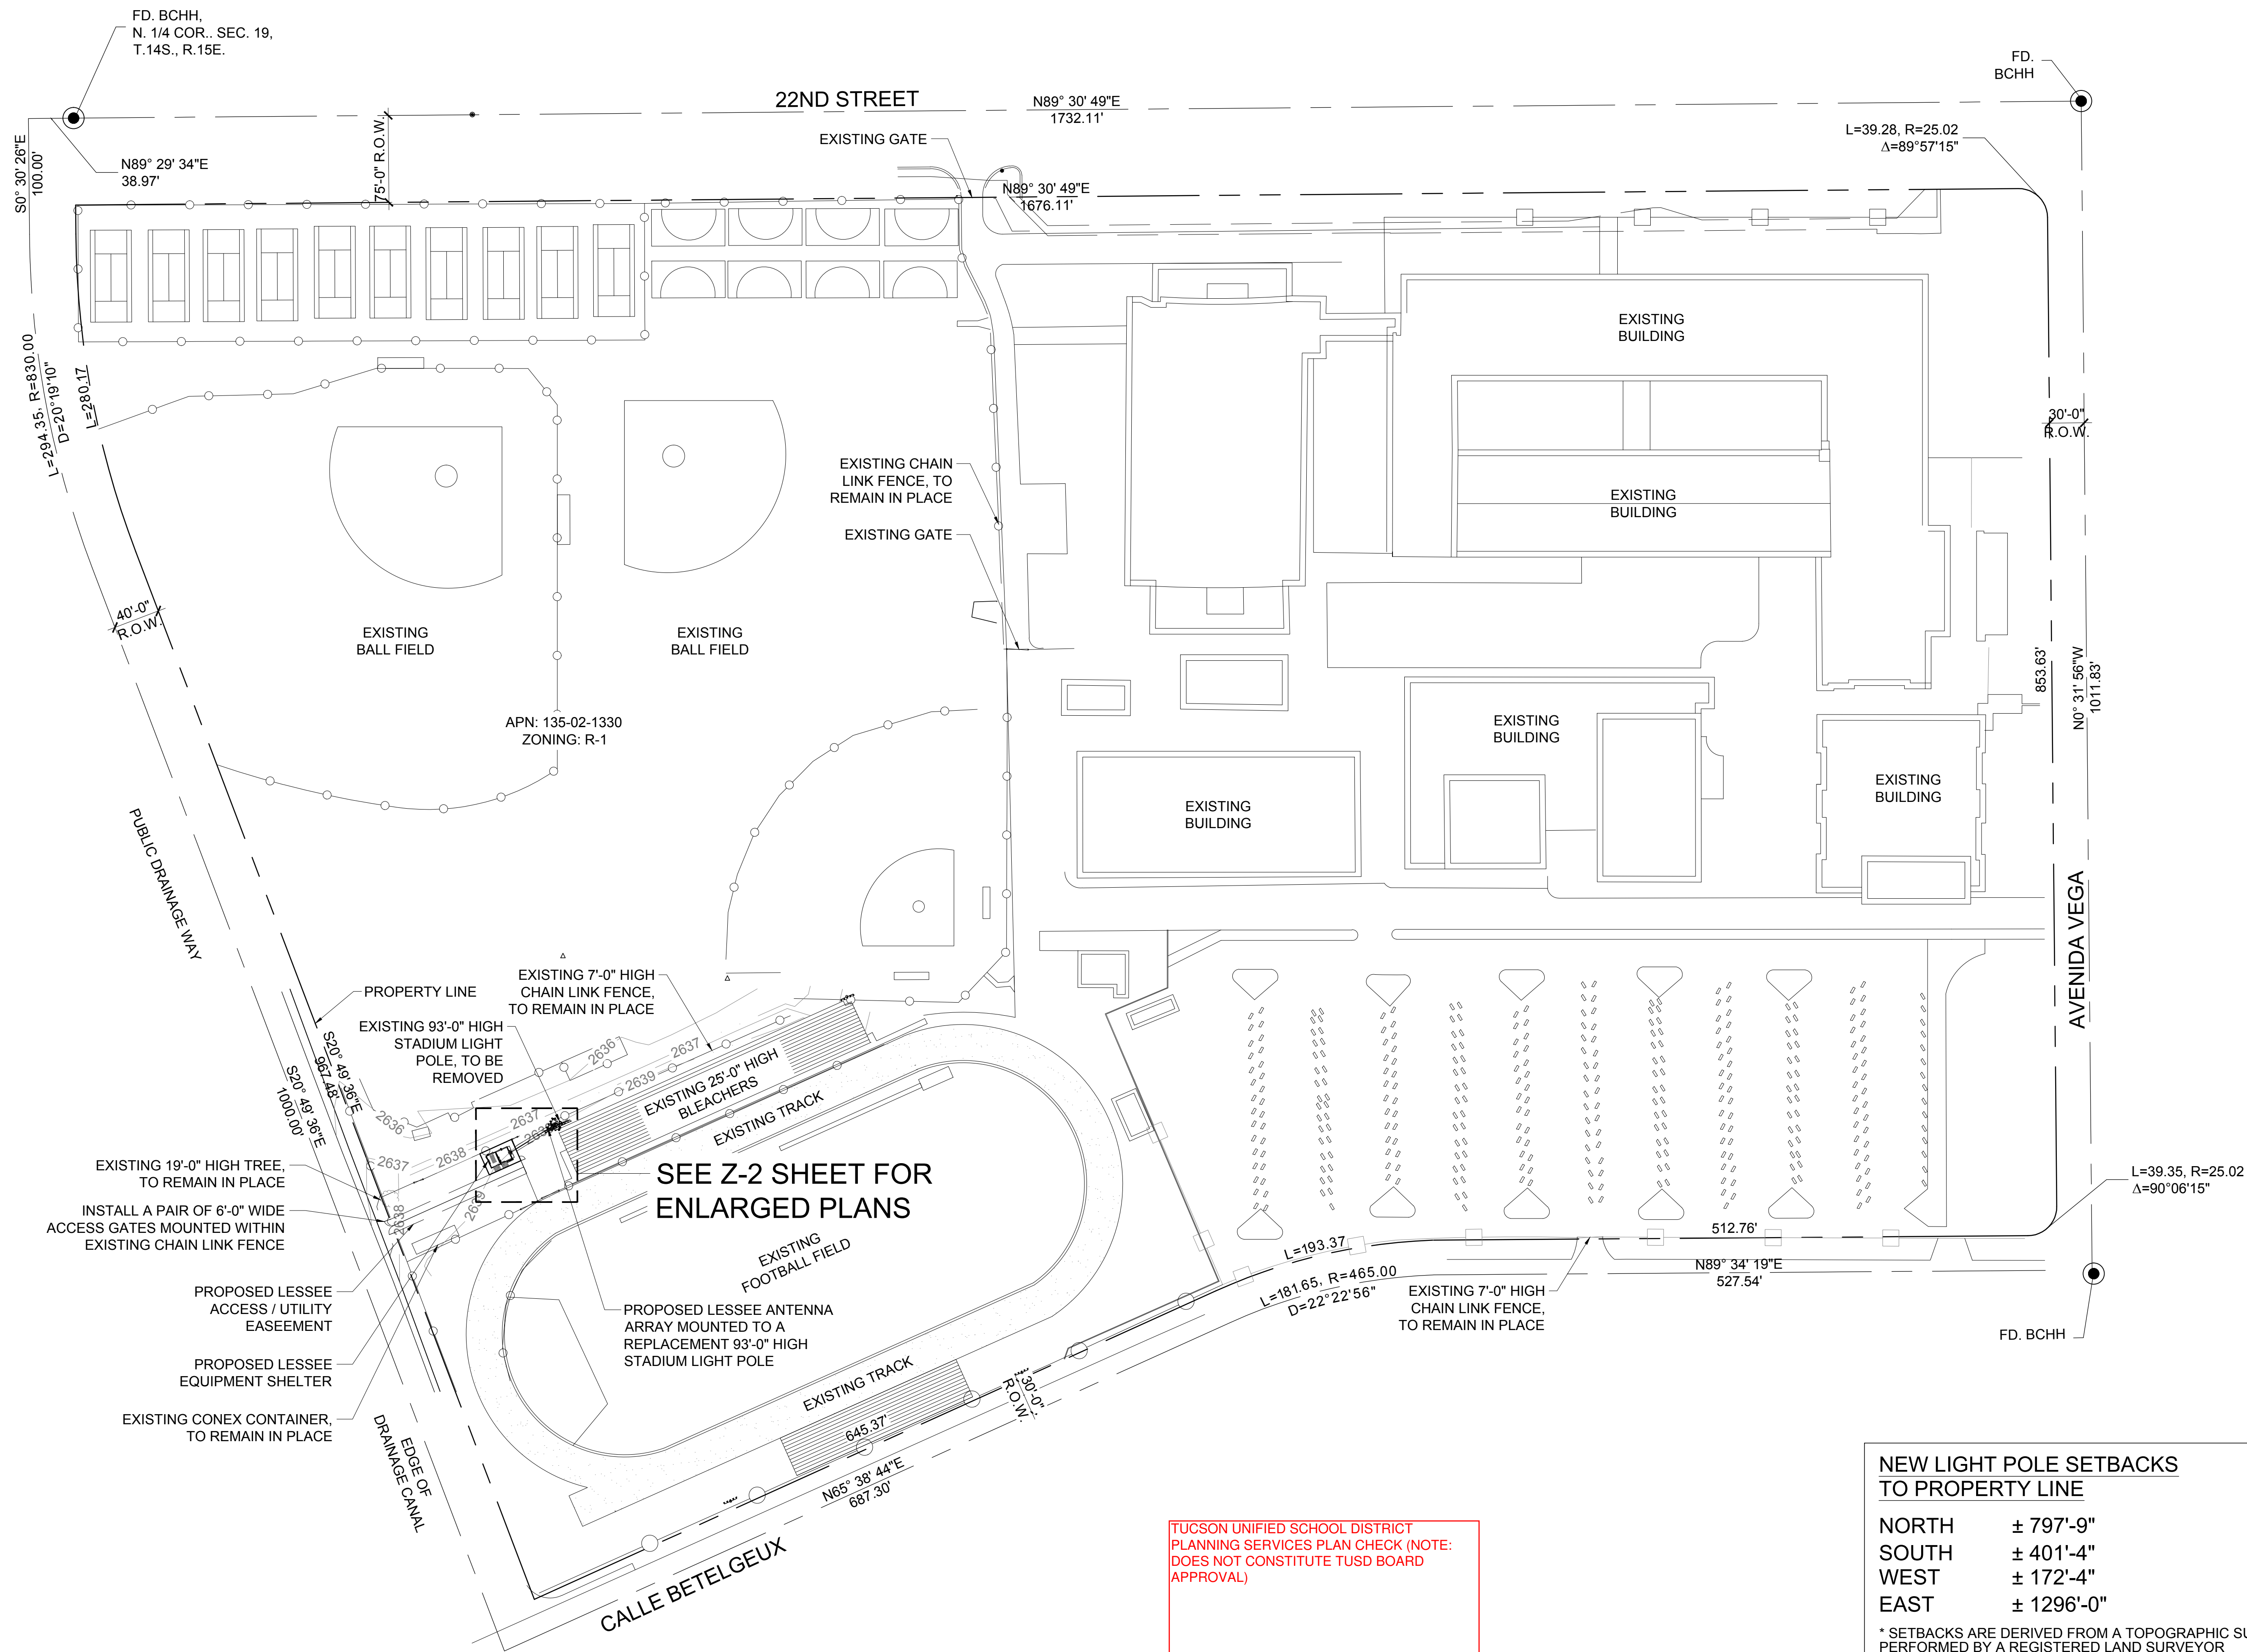 FD. BCHH,
N. 1/4 COR.. SEC. 19,
T.14S., R.15E.
FD.
BCHH
22ND STREET
N89° 30' 49"E
1732.11'
L=39.28, R=25.02
Δ=89°57'15"
EXISTING GATE
S0° 30' 26"E
100.00'
N89° 29' 34"E
38.97'
75'-0" R.O.W.
N89° 30' 49"E
1676.11'
EXISTING
BUILDING
L=294.35, R=830.00
D=20°19'10"
L=280.17
30'-0"
R.O.W.
EXISTING CHAIN
LINK FENCE, TO
REMAIN IN PLACE
EXISTING
BUILDING
EXISTING GATE
40'-0"
R.O.W.
EXISTING
BALL FIELD
EXISTING
BALL FIELD
853.63'
N0° 31' 56"W
1011.83'
APN: 135-02-1330
ZONING: R-1
EXISTING
BUILDING
EXISTING
BUILDING
EXISTING
BUILDING
PUBLIC DRAINAGE WAY
AVENIDA VEGA
PROPERTY LINE
EXISTING 7'-0" HIGH
CHAIN LINK FENCE,
TO REMAIN IN PLACE
EXISTING 93'-0" HIGH
STADIUM LIGHT
POLE, TO BE
REMOVED
S20° 49' 36"E
967.48'
S20° 49' 36"E
1000.00'
2636
2637
2639
EXISTING 25'-0" HIGH
BLEACHERS
EXISTING TRACK
2636
2637
2638
2637
2639
2638
EXISTING 19'-0" HIGH TREE,
TO REMAIN IN PLACE
SEE Z-2 SHEET FOR
ENLARGED PLANS
L=39.35, R=25.02
Δ=90°06'15"
INSTALL A PAIR OF 6'-0" WIDE
ACCESS GATES MOUNTED WITHIN
EXISTING CHAIN LINK FENCE
EXISTING
FOOTBALL FIELD
512.76'
L=193.37
N89° 34' 19"E
527.54'
L=181.65, R=465.00
D=22°22'56"
EXISTING 7'-0" HIGH
CHAIN LINK FENCE,
TO REMAIN IN PLACE
PROPOSED LESSEE
ACCESS / UTILITY
EASEEMENT
PROPOSED LESSEE ANTENNA
ARRAY MOUNTED TO A
REPLACEMENT 93'-0" HIGH
STADIUM LIGHT POLE
FD. BCHH
PROPOSED LESSEE
EQUIPMENT SHELTER
EXISTING TRACK
30'-0"
R.O.W.
EXISTING CONEX CONTAINER,
TO REMAIN IN PLACE
645.37'
EDGE OF
DRAINAGE CANAL
N65° 38' 44"E
687.30'
CALLE BETELGEUX
TUCSON UNIFIED SCHOOL DISTRICT
PLANNING SERVICES PLAN CHECK (NOTE:
DOES NOT CONSTITUTE TUSD BOARD
APPROVAL)
NEW LIGHT POLE SETBACKS
TO PROPERTY LINE
NORTH ± 797'-9"
SOUTH ± 401'-4"
WEST ± 172'-4"
EAST ± 1296'-0"
* SETBACKS ARE DERIVED FROM A TOPOGRAPHIC
PERFORMED BY A REGISTERED LAND SURVEYOR